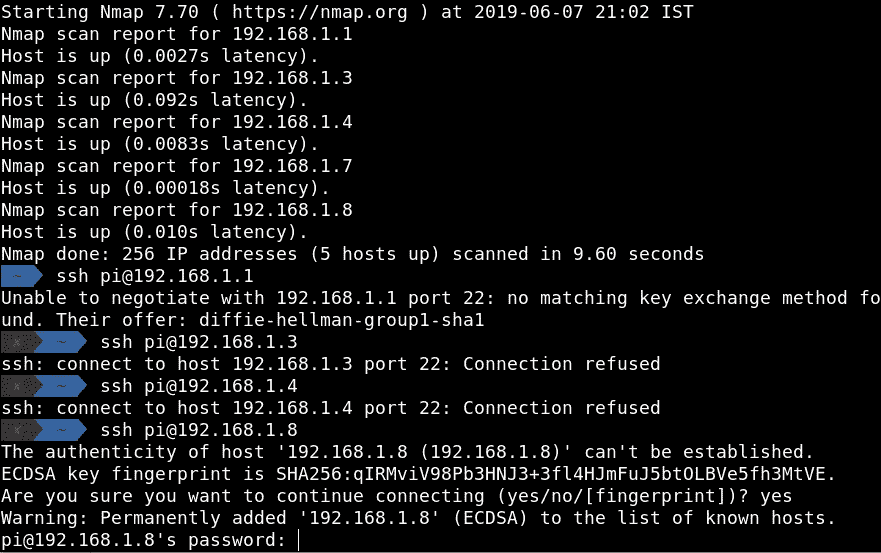 Starting Nmap 7.70 ( https://nmap.org ) at 2019-06-07 21:02 IST
Nmap scan report for 192.168.1.1
Host is up (0.0027s latency).
Nmap scan report for 192.168.1.3
Host is up (0.092s latency).
Nmap scan report for 192.168.1.4
Host is up (0.0083s latency).
Nmap scan report for 192.168.1.7
Host is up (0.00018s latency).
Nmap scan report for 192.168.1.8
Host is up (0.010s latency).
Nmap done: 256 IP addresses (5 hosts up) scanned in 9.60 seconds
~ ssh pi@192.168.1.1
Unable to negotiate with 192.168.1.1 port 22: no matching key exchange method fo
und. Their offer: diffie-hellman-group1-sha1
x ~ ssh pi@192.168.1.3
ssh: connect to host 192.168.1.3 port 22: Connection refused
x ~ ssh pi@192.168.1.4
ssh: connect to host 192.168.1.4 port 22: Connection refused
x ~ ssh pi@192.168.1.8
The authenticity of host '192.168.1.8 (192.168.1.8)' can't be established.
ECDSA key fingerprint is SHA256:qIRMviV98Pb3HNJ3+3fl4HJmFuJ5btOLBVe5fh3MtVE.
Are you sure you want to continue connecting (yes/no/[fingerprint])? yes
Warning: Permanently added '192.168.1.8' (ECDSA) to the list of known hosts.
pi@192.168.1.8's password: